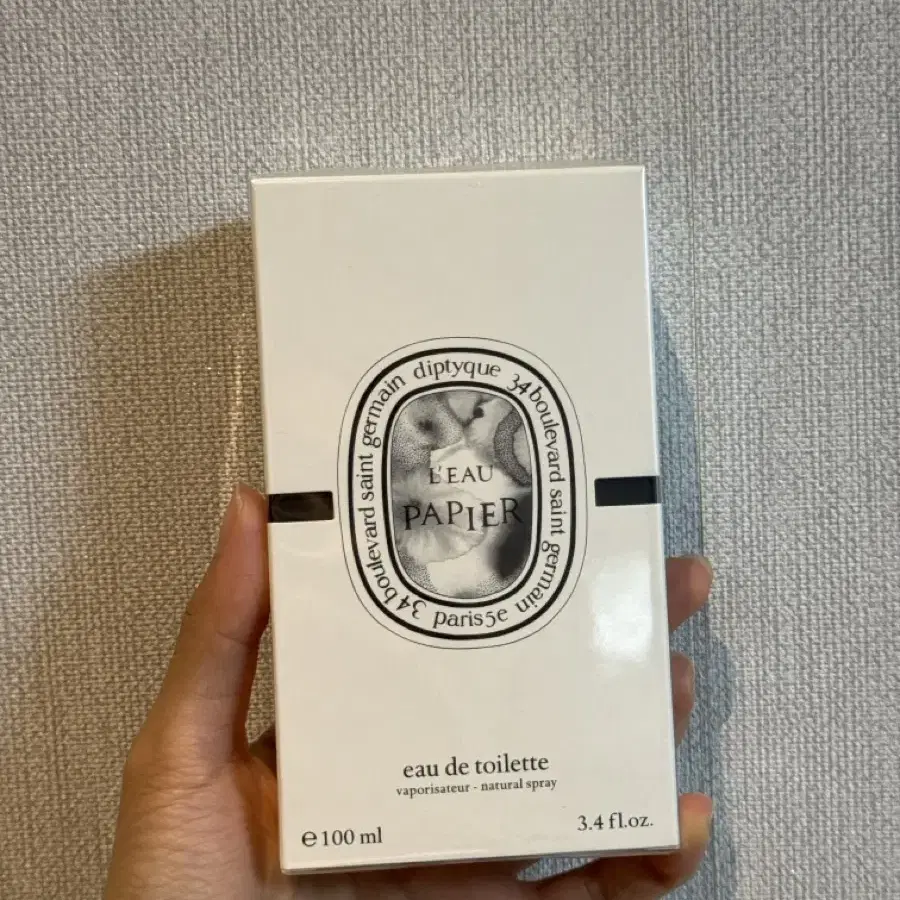 diptyque 34 boulevard saint germain paris 5e 34 boulevard saint germain
L'EAU
PAPIER
eau de toilette
vaporisateur - natural spray
e 100 ml
3.4 fl.oz.